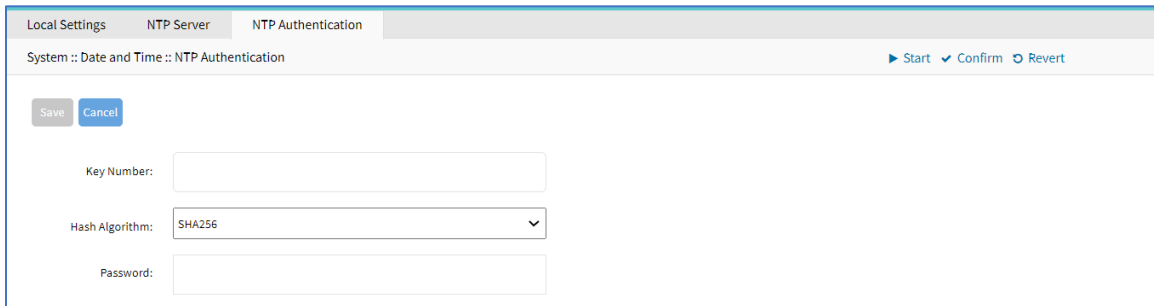 Local Settings NTP Server NTP Authentication
System :: Date and Time :: NTP Authentication Start Confirm Revert
Save Cancel
Key Number:
Hash Algorithm: SHA256
Password: